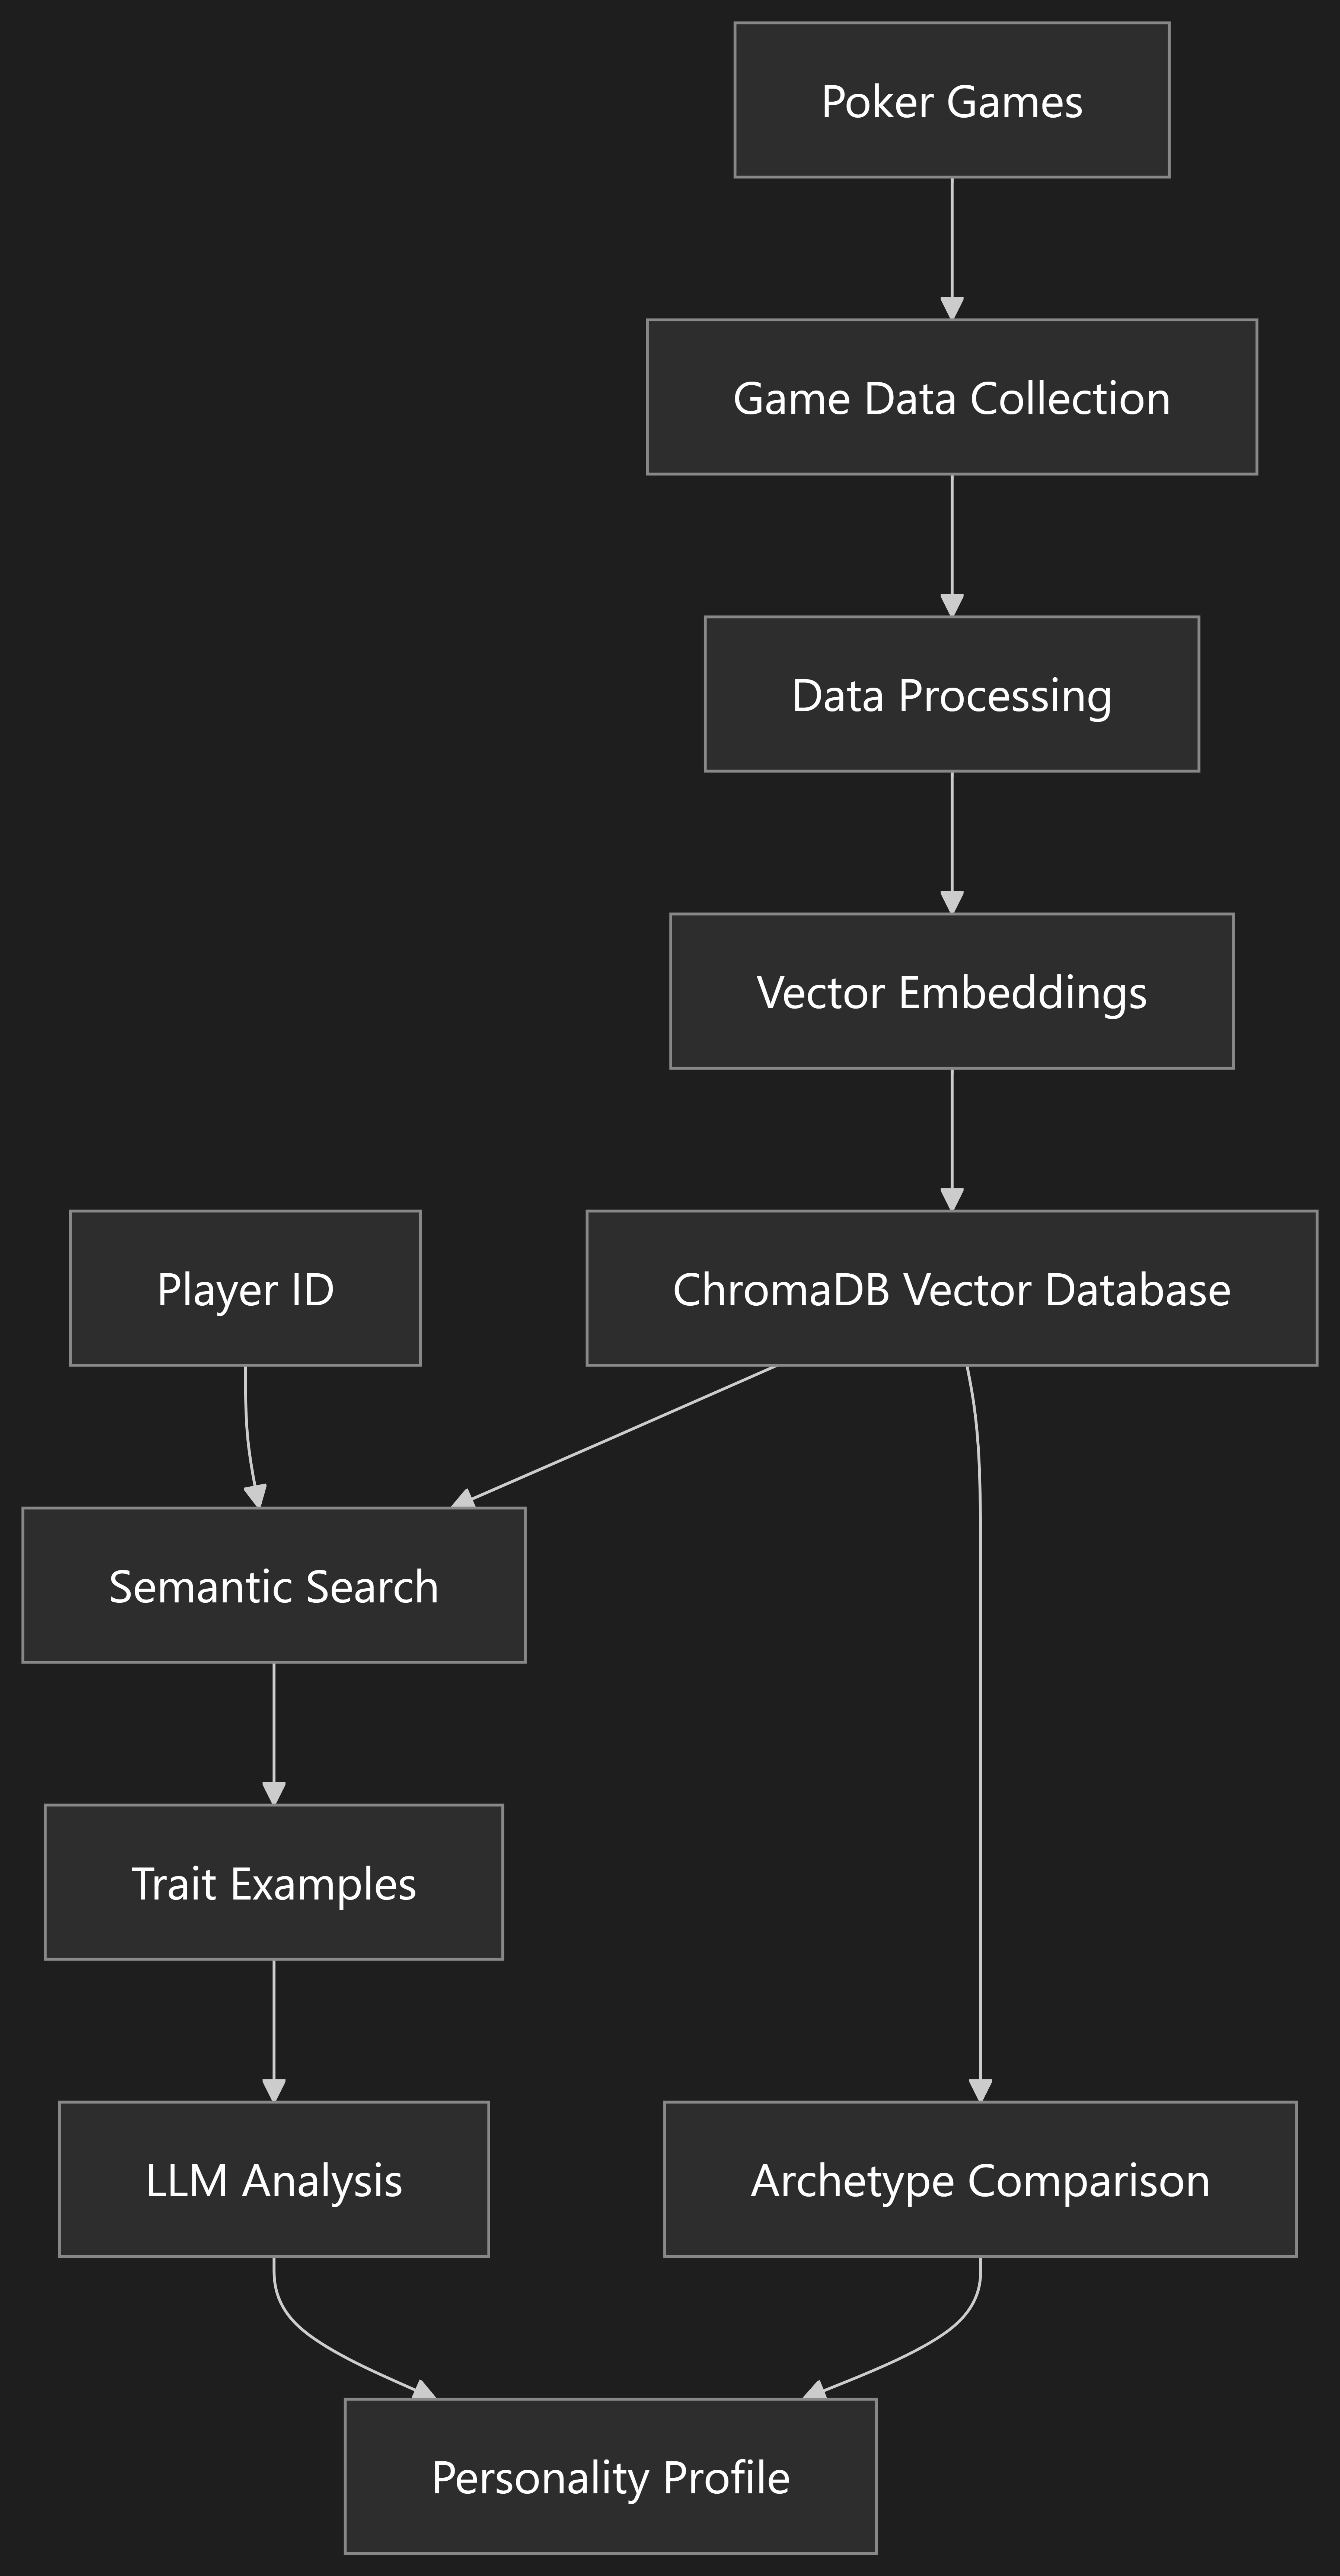 Poker Games
Game Data Collection
Data Processing
Vector Embeddings
Player ID
ChromaDB Vector Database
Semantic Search
Trait Examples
LLM Analysis
Archetype Comparison
Personality Profile